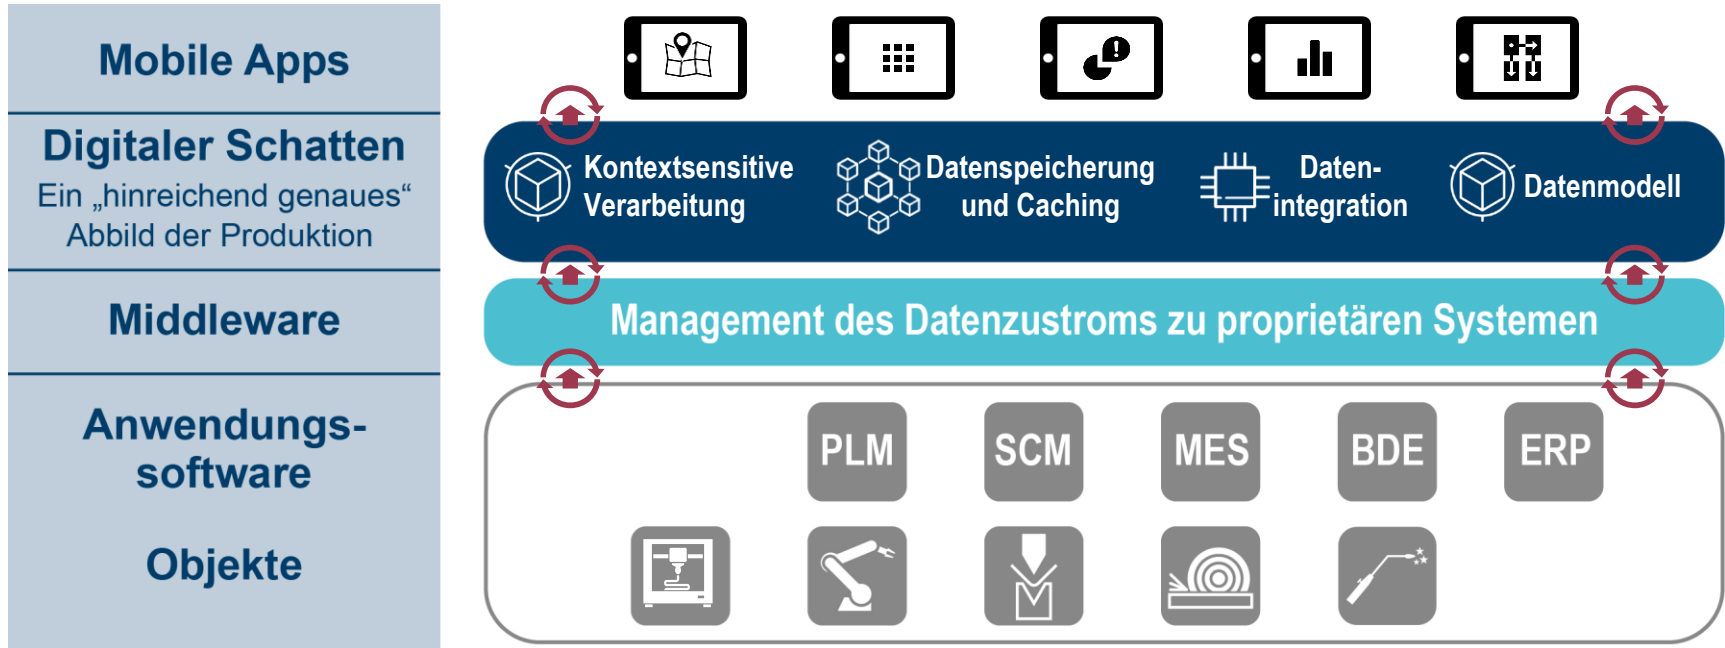 Mobile Apps
Digitaler Schatten
Ein „hinreichend genaues“
Abbild der Produktion
Kontextsensitive
Verarbeitung
Datenspeicherung
und Caching
Daten-
integration
Datenmodell
Middleware
Management des Datenzustroms zu proprietären Systemen
Anwendungs-
software
PLM
SCM
MES
BDE
ERP
Objekte